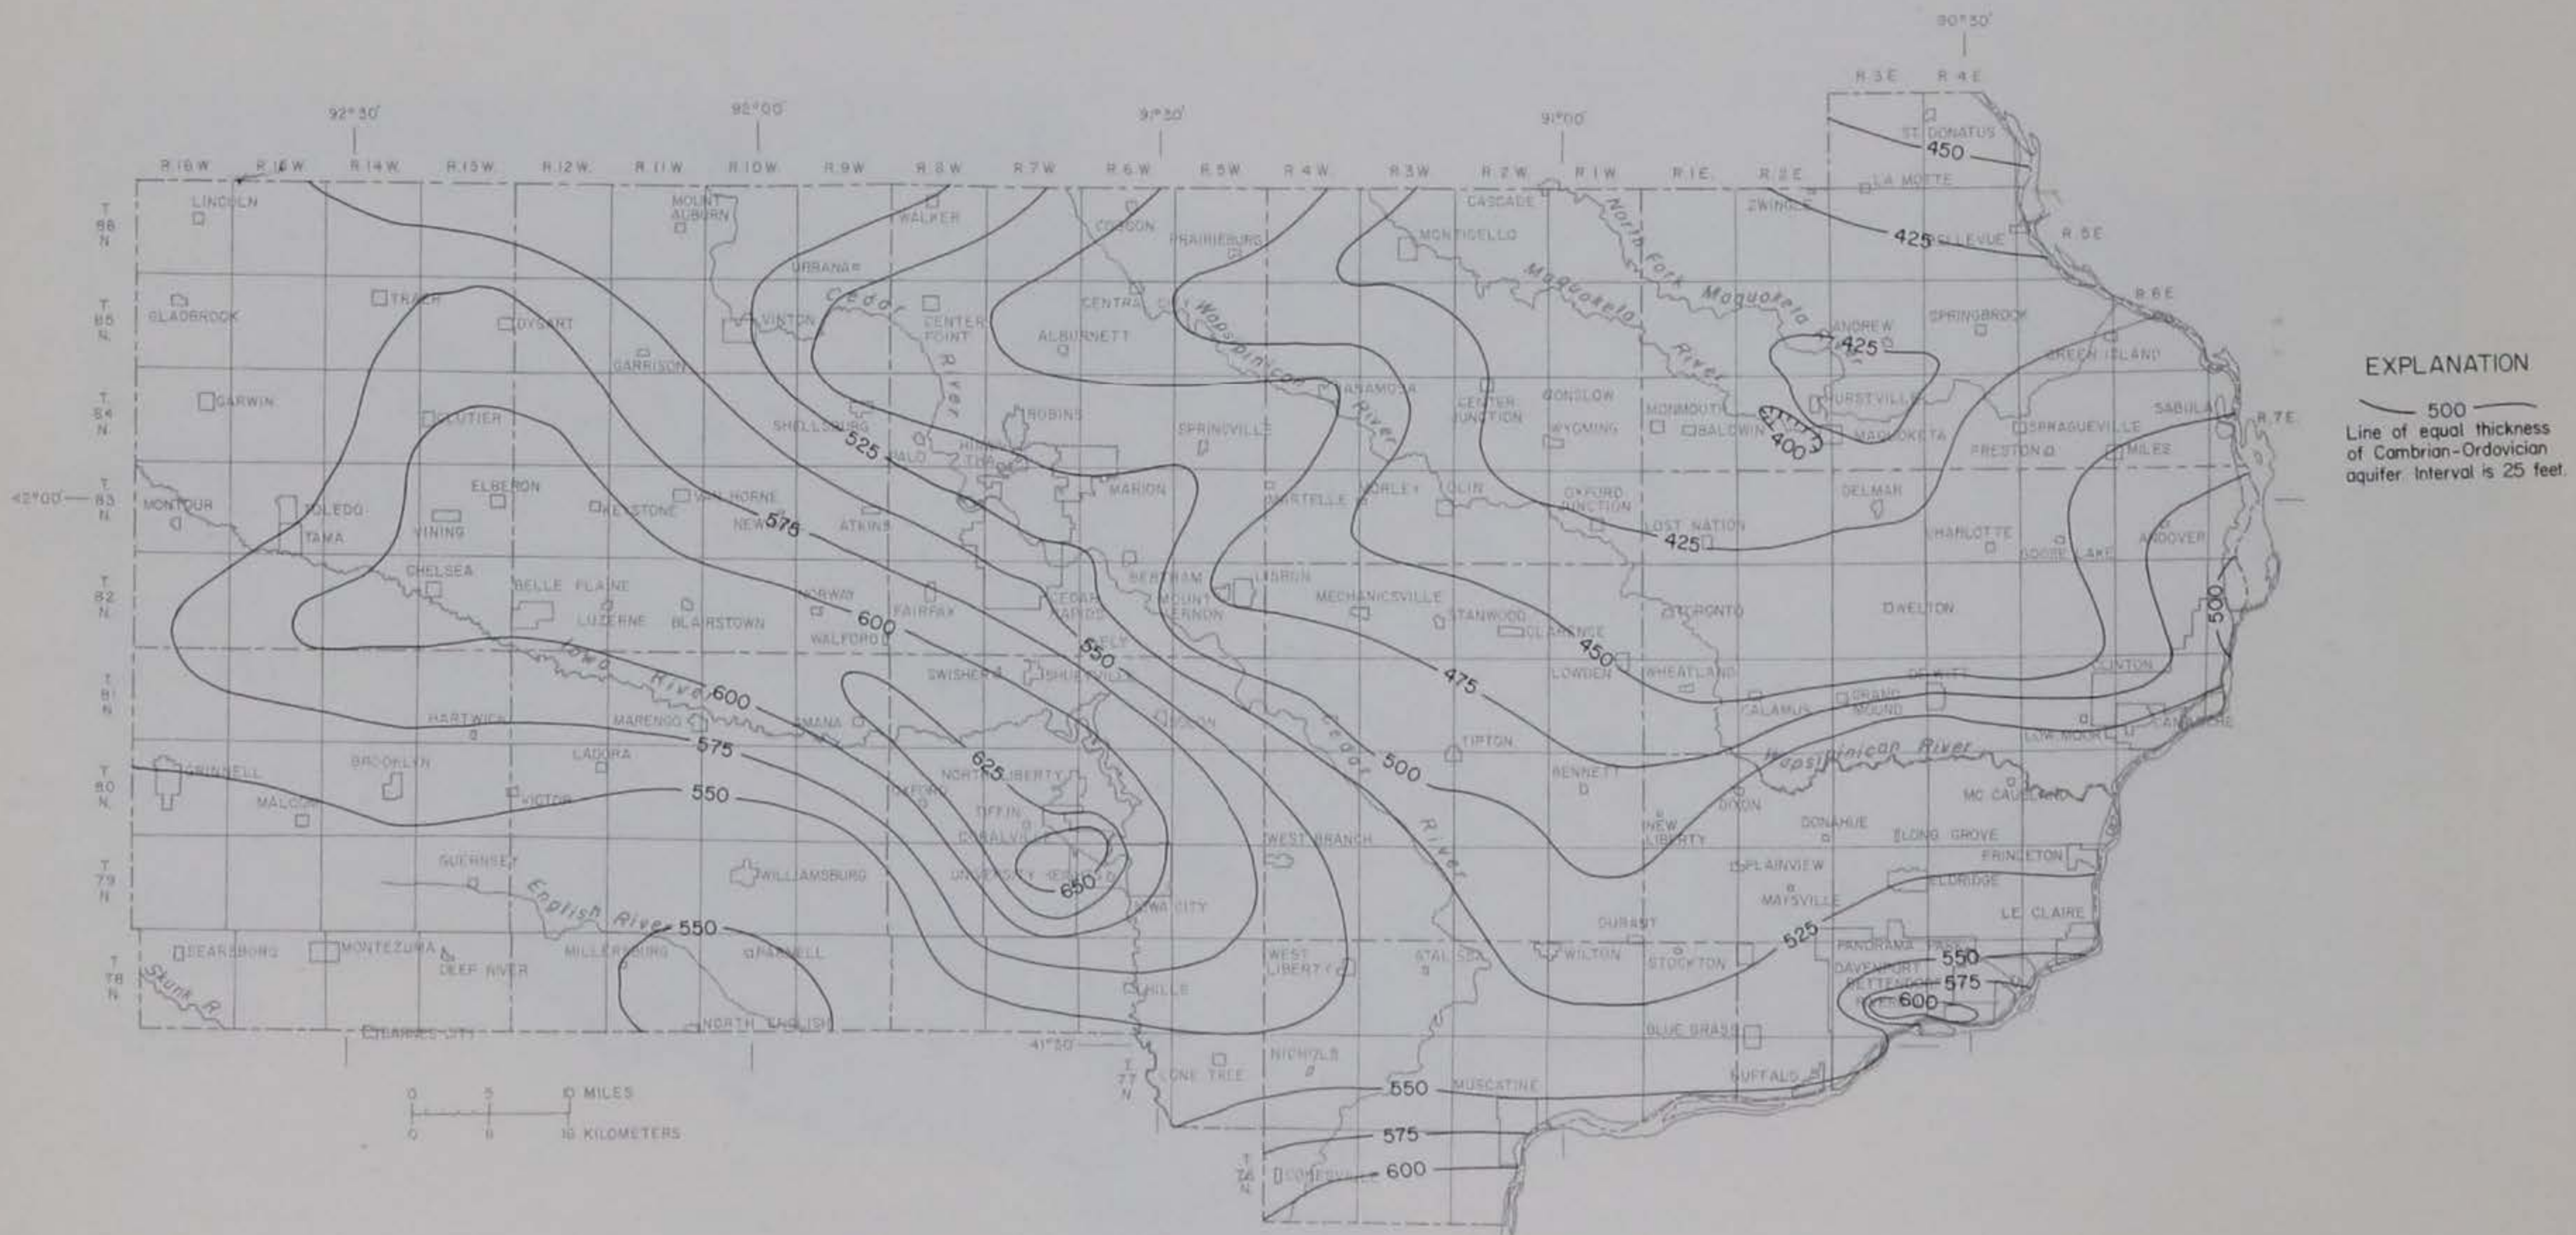 90°30'
R 3E R 4E
92°30' 92°00' 91°30' 91°00'
R.16W. R.15W. R.14W. R.13W. R.12W. R.11W. R.10W. R.9W. R.8W. R.7W. R.6W. R.5W. R.4W. R.3W. R.2W. R.1W. R.1E. R.2E.
ST. DONATUS
450
LA MOTTE
T 86 N
LINCOLN
MOUNT AUBURN
WALKER
COGGON
PRAIRIEBURG
MONTICELLO
CASCADE
North Fork Maquoketa River
ZWINGLE
425
BELLEVUE
R.5E.
URBANA
T 85 N
GLADBROOK
TRAER
DYSART
GARRISON
VINTON
Cedar River
CENTER POINT
CENTRAL CITY
ALBURNETT
Wapsipinicon River
Maquoketa River
ANDREW
425
SPRINGBROOK
R.6E.
GREEN ISLAND
T 84 N
GARWIN
CLUTIER
SHELLSBURG
525
PALO
ROBINS
SPRINGVILLE
ANAMOSA
CENTER JUNCTION
ONSLOW
WYOMING
MONMOUTH
BALDWIN
400
HURSTVILLE
MAQUOKETA
SPRAGUEVILLE
PRESTON
MILES
SABULA
R.7E.
42°00'
T 83 N
MONTOUR
TOLEDO
TAMA
VINING
ELBERON
KEYSTONE
VAN HORNE
575
ATKINS
MARION
MARTELLE
MORLEY
OLIN
OXFORD JUNCTION
LOST NATION
425
DELMAR
CHARLOTTE
GOOSE LAKE
ANDOVER
T 82 N
CHELSEA
BELLE PLAINE
LUZERNE
BLAIRSTOWN
NORWAY
WALFORD
600
FAIRFAX
CEDAR RAPIDS
ELY
550
BERTRAM
MOUNT VERNON
LISBON
MECHANICSVILLE
STANWOOD
CLARENCE
450
TORONTO
WELTON
500
T 81 N
Iowa River
600
HARTWICK
MARENGO
AMANA
SWISHER
SHUEYVILLE
SOLON
Cedar River
475
LOWDEN
WHEATLAND
CALAMUS
GRAND MOUND
DEWITT
CLINTON
LOW MOOR
CAMANCHE
575
T 80 N
GRINNELL
MALCOM
BROOKLYN
LADORA
VICTOR
550
625
NORTH LIBERTY
OXFORD
TIFFIN
CORALVILLE
500
TIPTON
BENNETT
Wapsipinicon River
DIXON
MC CAUSLAND
T 79 N
GUERNSEY
English River
WILLIAMSBURG
UNIVERSITY HEIGHTS
650
IOWA CITY
WEST BRANCH
NEW LIBERTY
DONAHUE
LONG GROVE
PLAINVIEW
MAYSVILLE
ELDRIDGE
PRINCETON
LE CLAIRE
T 78 N
SEARSBORO
MONTEZUMA
DEEP RIVER
MILLERSBURG
550
PARNELL
NORTH ENGLISH
Skunk R.
BARNES CITY
HILLS
WEST LIBERTY
ATALISSA
WILTON
DURANT
STOCKTON
525
PANORAMA PARK
DAVENPORT
BETTENDORF
550
575
600
BLUE GRASS
BUFFALO
41°30'
T 77 N
LONE TREE
NICHOLS
550
MUSCATINE
575
T 76 N
CONESVILLE
600
0 5 10 MILES
0 8 16 KILOMETERS
EXPLANATION
500
Line of equal thickness
of Cambrian-Ordovician
aquifer. Interval is 25 feet.